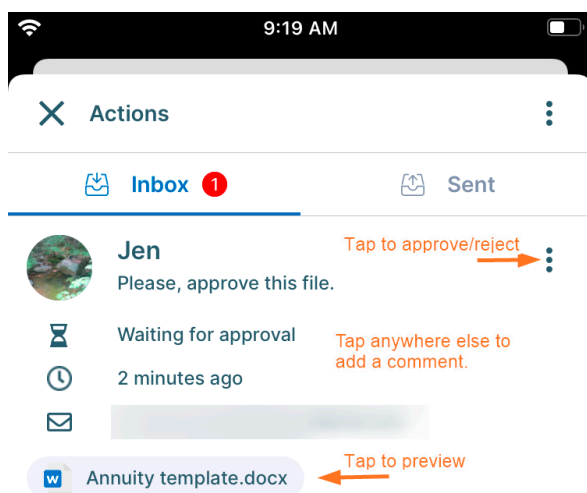 9:19 AM
Actions
Inbox 1
Sent
Jen
Tap to approve/reject
Please, approve this file.
Waiting for approval
Tap anywhere else to
add a comment.
2 minutes ago
W Annuity template.docx
Tap to preview